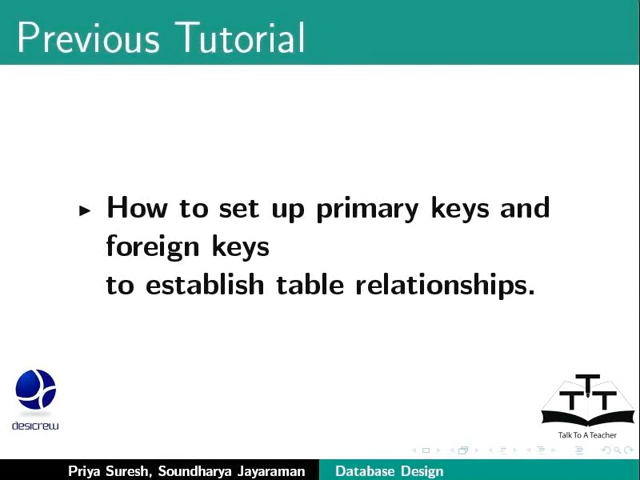 Previous Tutorial
How to set up primary keys and
foreign keys
to establish table relationships.
desicrew
T T T
Talk To A Teacher
Priya Suresh, Soundharya Jayaraman Database Design